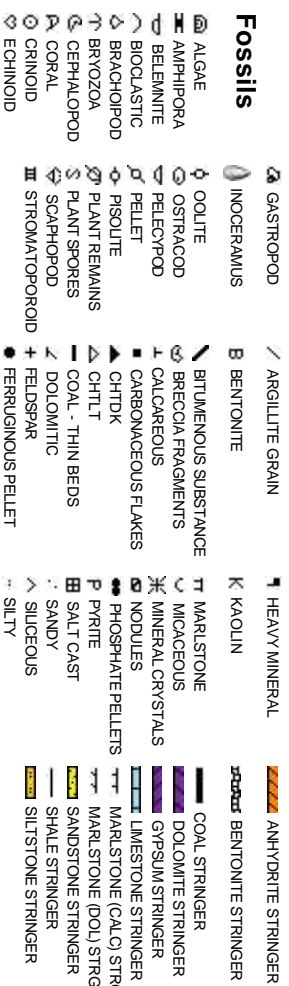 Fossils
ALGAE
AMPHIPORA
BELEMNITE
BIOCLASTIC
BRACHOIPOD
BRYOZOA
CEPHALOPOD
CORAL
CRINOID
ECHINOID
GASTROPOD
INOCERAMUS
OOLITE
OSTRACOD
PELECYPOD
PELLET
PISOLITE
PLANT REMAINS
PLANT SPORES
SCAPHOPOD
STROMATOPOROID
ARGILLITE GRAIN
B BENTONITE
BITUMENOUS SUBSTANCE
BRECCIA FRAGMENTS
CALCAREOUS
CARBONACEOUS FLAKES
CHTDK
CHTLT
COAL - THIN BEDS
DOLOMITIC
FELDSPAR
FERRUGINOUS PELLET
HEAVY MINERAL
K KAOLIN
MARLSTONE
MICACEOUS
MINERAL CRYSTALS
NODULES
PHOSPHATE PELLETS
P PYRITE
SALT CAST
SANDY
SILICEOUS
SILTY
ANHYDRITE STRINGER
BENTONITE STRINGER
COAL STRINGER
DOLOMITE STRINGER
GYPSUM STRINGER
LIMESTONE STRINGER
MARLSTONE (CALC) STRG
MARLSTONE (DOL) STRG
SANDSTONE STRINGER
SHALE STRINGER
SILTSTONE STRINGER